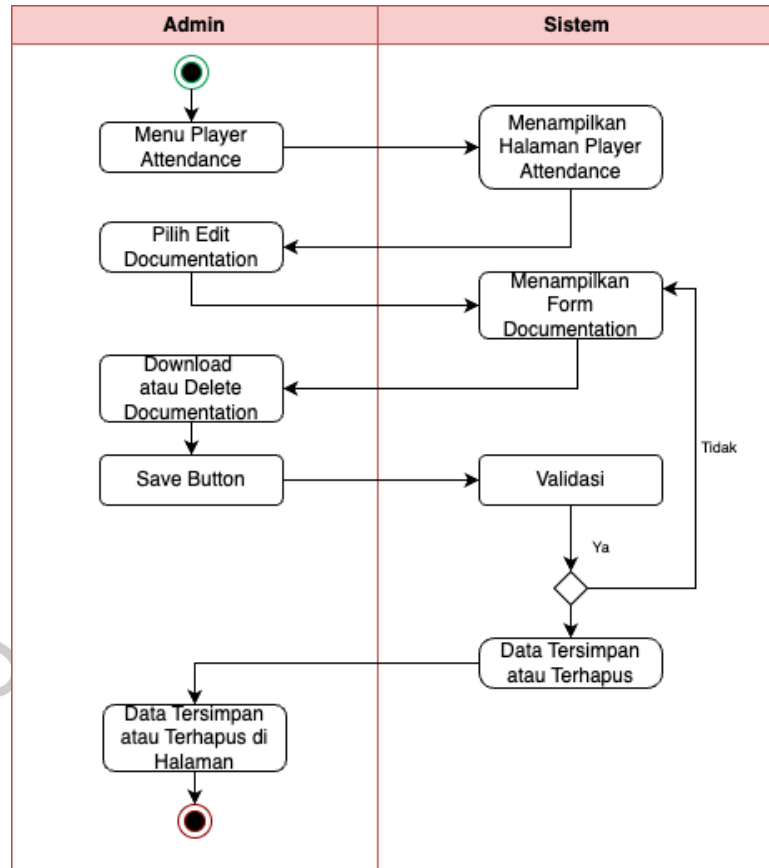 Admin
Sistem
Menu Player
Attendance
Menampilkan
Halaman Player
Attendance
Pilih Edit
Documentation
Menampilkan
Form
Documentation
Download
atau Delete
Documentation
Tidak
Save Button
Validasi
Ya
Data Tersimpan
atau Terhapus
Data Tersimpan
atau Terhapus di
Halaman